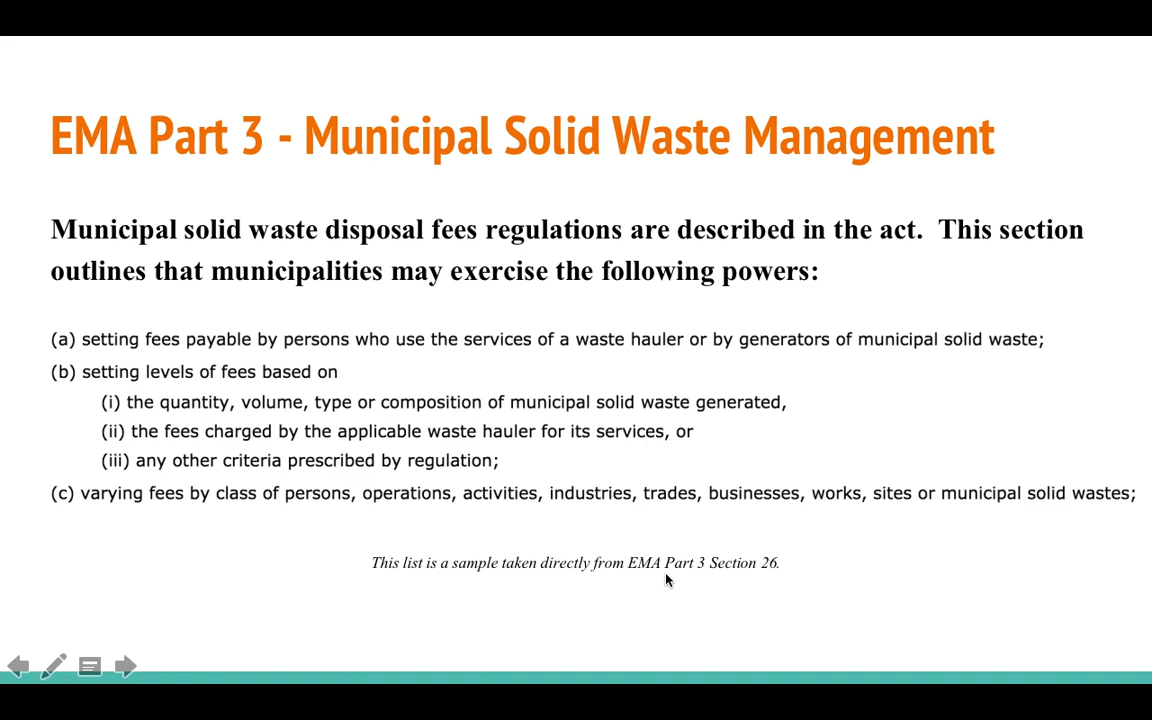 EMA Part 3 - Municipal Solid Waste Management
Municipal solid waste disposal fees regulations are described in the act.  This section
outlines that municipalities may exercise the following powers:
(a) setting fees payable by persons who use the services of a waste hauler or by generators of municipal solid waste;
(b) setting levels of fees based on
(i) the quantity, volume, type or composition of municipal solid waste generated,
(ii) the fees charged by the applicable waste hauler for its services, or
(iii) any other criteria prescribed by regulation;
(c) varying fees by class of persons, operations, activities, industries, trades, businesses, works, sites or municipal solid wastes;
This list is a sample taken directly from EMA Part 3 Section 26.